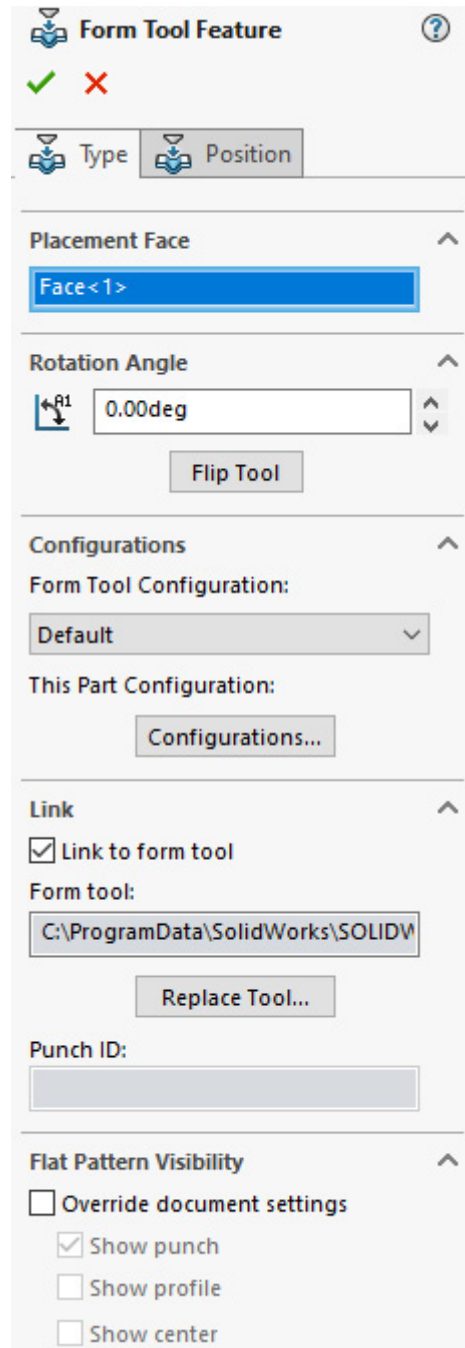 Form Tool Feature
?
Type
Position
Placement Face
Face<1>
Rotation Angle
A1
0.00deg
Flip Tool
Configurations
Form Tool Configuration:
Default
This Part Configuration:
Configurations...
Link
Link to form tool
Form tool:
C:\ProgramData\SolidWorks\SOLIDW
Replace Tool...
Punch ID:
Flat Pattern Visibility
Override document settings
Show punch
Show profile
Show center